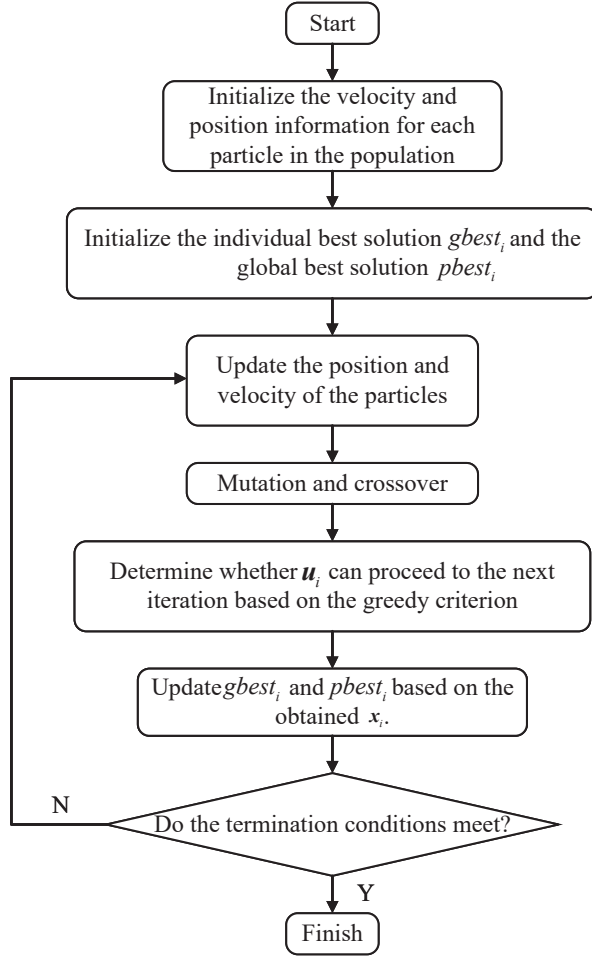 Start
Initialize the velocity and
position information for each
particle in the population
Initialize the individual best solution gbest_i and the
global best solution pbest_i
Update the position and
velocity of the particles
Mutation and crossover
Determine whether u_i can proceed to the next
iteration based on the greedy criterion
Update gbest_i and pbest_i based on the
obtained x_i.
N
Do the termination conditions meet?
Y
Finish